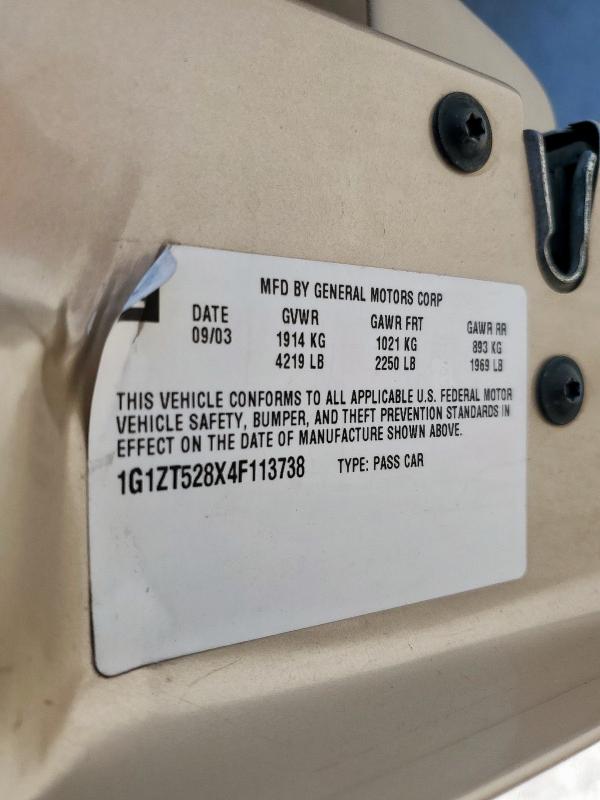 MFD BY GENERAL MOTORS CORP
DATE GVWR GAWR FRT GAWR RR
09/03 1914 KG 1021 KG 893 KG
4219 LB 2250 LB 1969 LB
THIS VEHICLE CONFORMS TO ALL APPLICABLE U.S. FEDERAL MOTOR
VEHICLE SAFETY, BUMPER, AND THEFT PREVENTION STANDARDS IN
EFFECT ON THE DATE OF MANUFACTURE SHOWN ABOVE.
1G1ZT528X4F113738 TYPE: PASS CAR